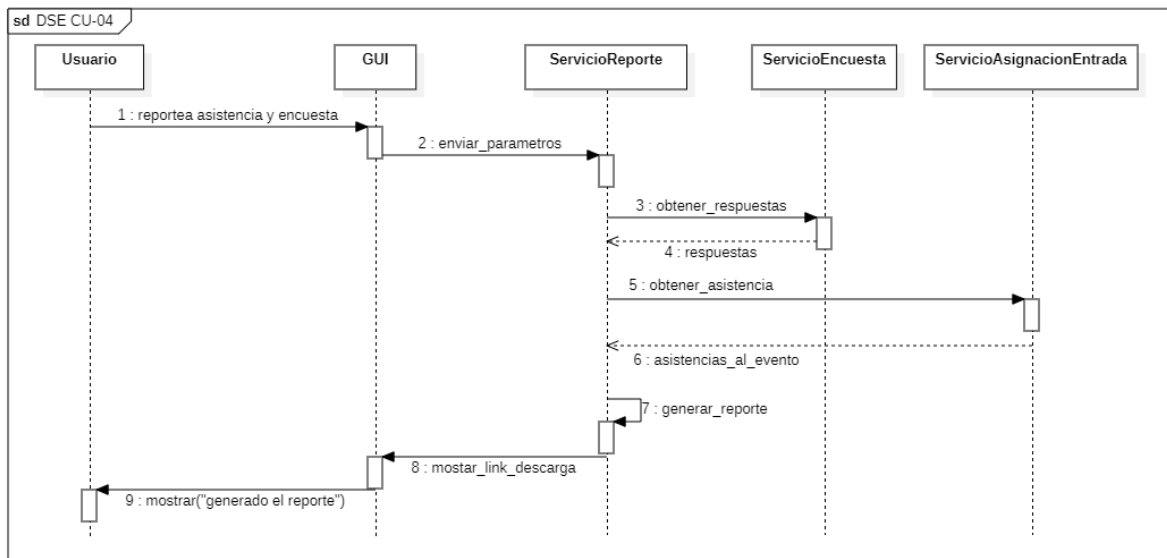 sd DSE CU-04
Usuario
GUI
ServicioReporte
ServicioEncuesta
ServicioAsignacionEntrada
1 : reportea asistencia y encuesta
2 : enviar_parametros
3 : obtener_respuestas
4 : respuestas
5 : obtener_asistencia
6 : asistencias_al_evento
7 : generar_reporte
8 : mostar_link_descarga
9 : mostrar("generado el reporte")